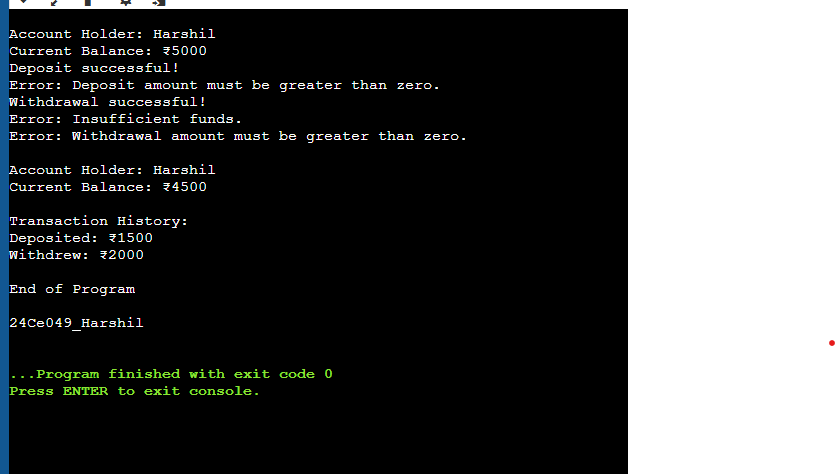 Account Holder: Harshil
Current Balance: ₹5000
Deposit successful!
Error: Deposit amount must be greater than zero.
Withdrawal successful!
Error: Insufficient funds.
Error: Withdrawal amount must be greater than zero.
Account Holder: Harshil
Current Balance: ₹4500
Transaction History:
Deposited: ₹1500
Withdrew: ₹2000
End of Program
24Ce049_Harshil
...Program finished with exit code 0
Press ENTER to exit console.